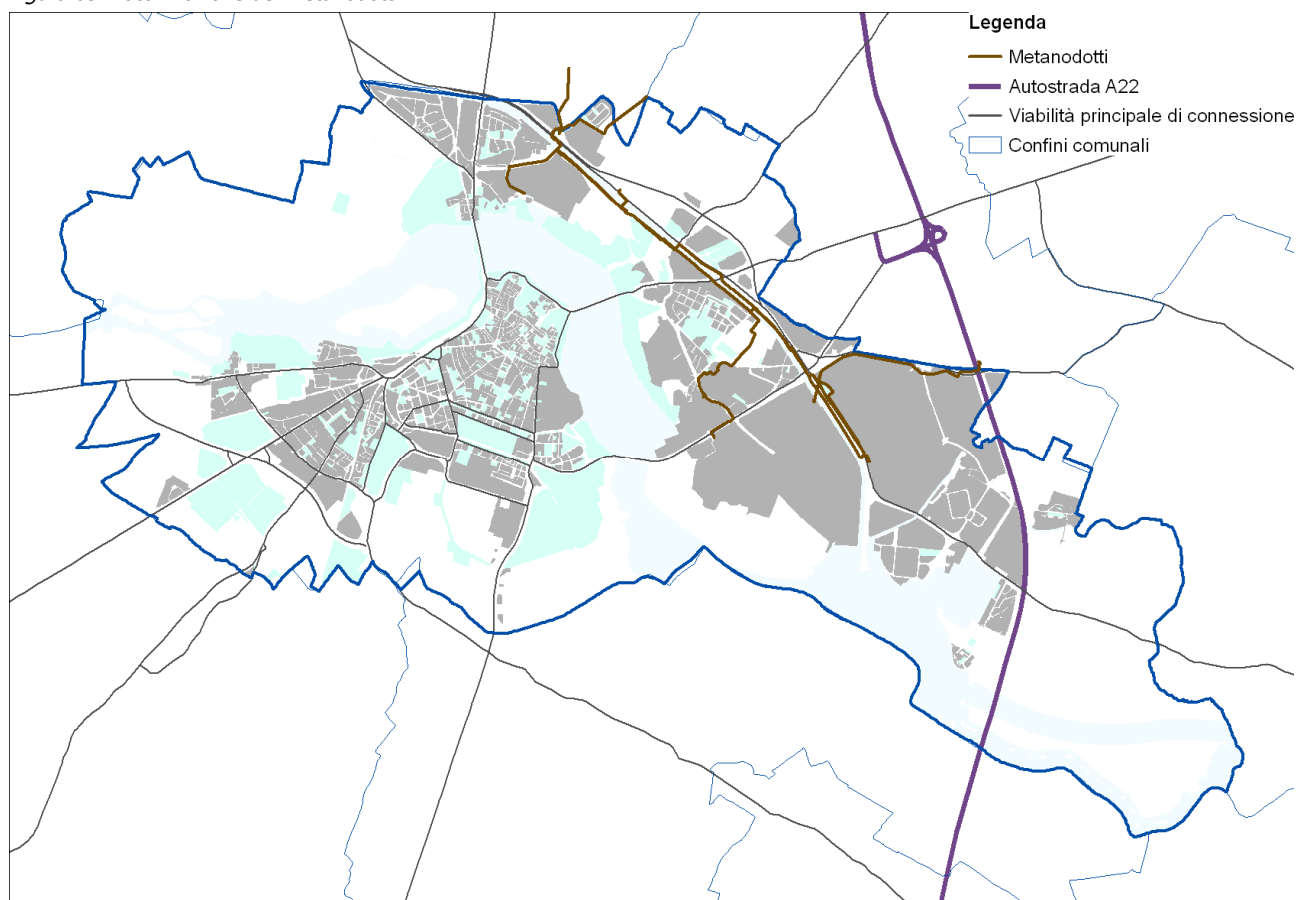 Legenda
Metanodotti
Autostrada A22
Viabilità principale di connessione
Confini comunali